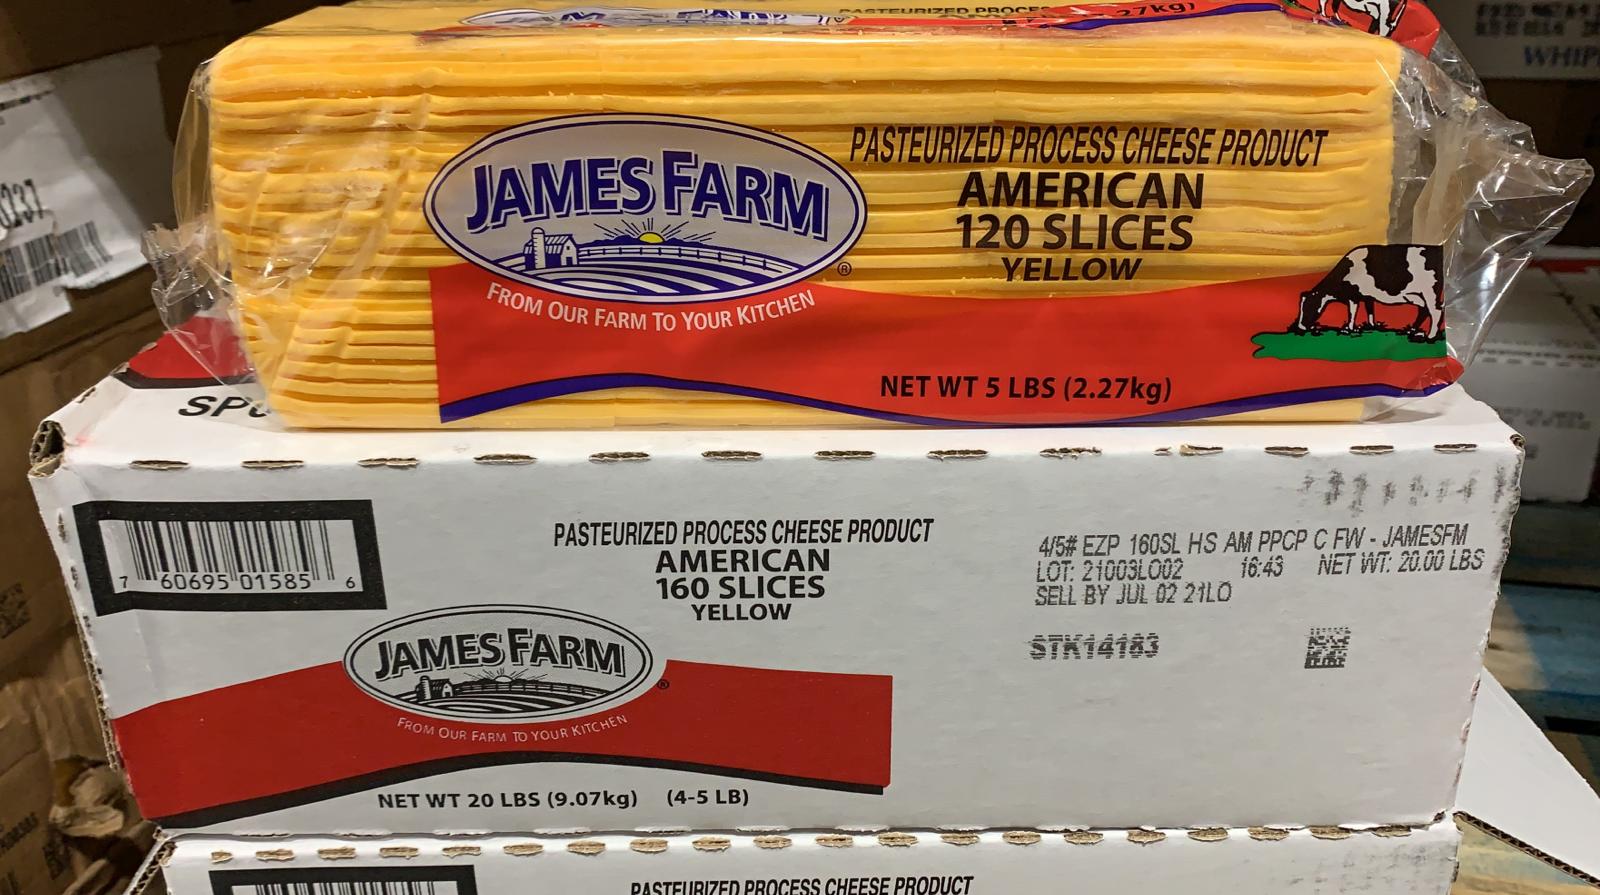 27kg)
WHIP
JAMES FARM
®
FROM OUR FARM TO YOUR KITCHEN
PASTEURIZED PROCESS CHEESE PRODUCT
AMERICAN
120 SLICES
YELLOW
NET WT 5 LBS (2.27kg)
7 60695 01585 6
PASTEURIZED PROCESS CHEESE PRODUCT
AMERICAN
160 SLICES
YELLOW
JAMES FARM
®
FROM OUR FARM TO YOUR KITCHEN
NET WT 20 LBS (9.07kg) (4-5 LB)
4/5# EZP 160SL HS AM PPCP C FW - JAMESFM
LOT: 21003LO02 16:43 NET WT: 20.00 LBS
SELL BY JUL 02 21LO
STK14183
PASTEURIZED PROCESS CHEESE PRODUCT